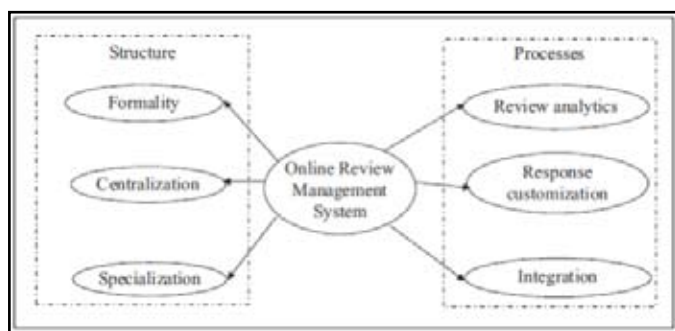 Structure
Formality
Centralization
Specialization
Online Review
Management
System
Processes
Review analytics
Response
customization
Integration